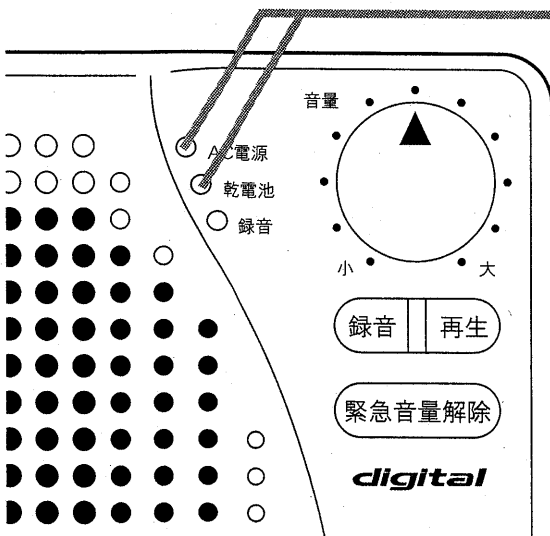 音量
AC電源
乾電池
録音
小
大
録音
再生
緊急音量解除
digital